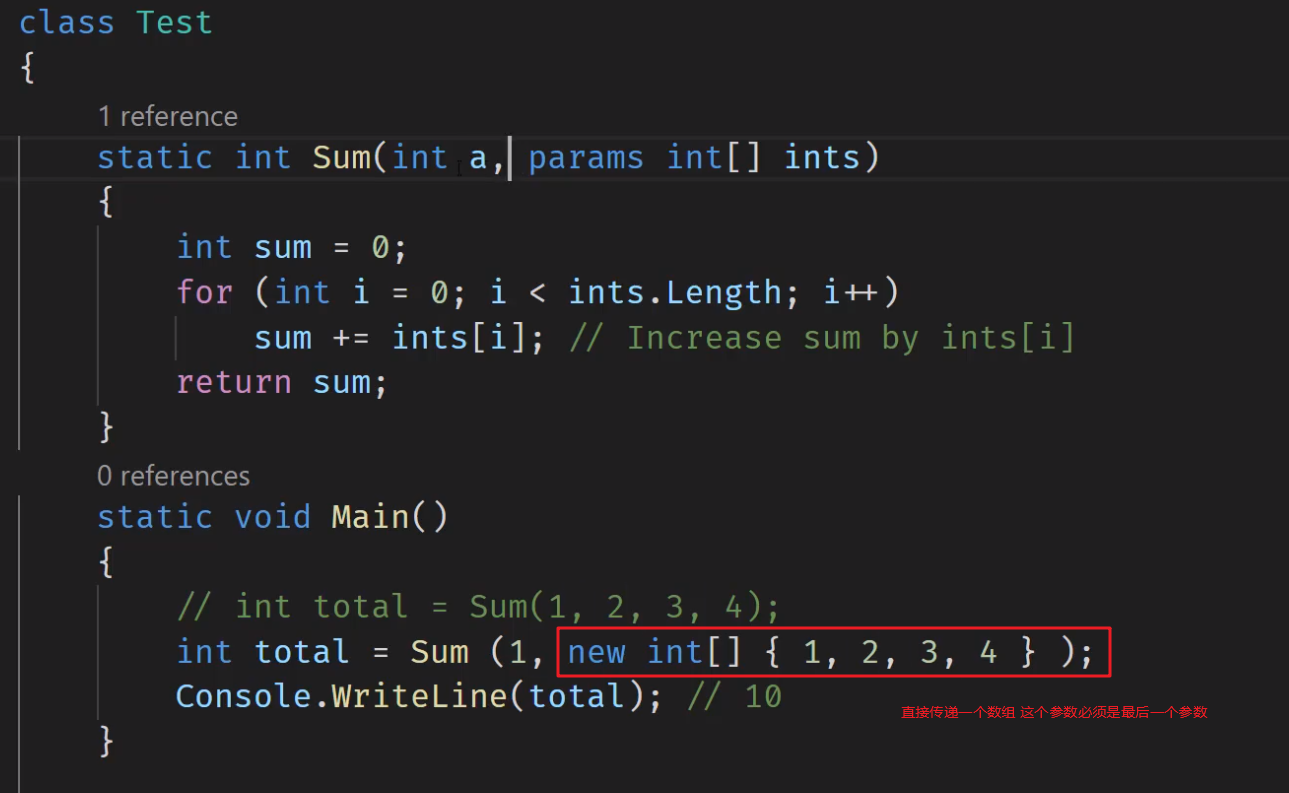 class Test
{
1 reference
static int Sum(int a, params int[] ints)
{
int sum = 0;
for (int i = 0; i < ints.Length; i++)
sum += ints[i]; // Increase sum by ints[i]
return sum;
}
0 references
static void Main()
{
// int total = Sum(1, 2, 3, 4);
int total = Sum (1, new int[] { 1, 2, 3, 4 } );
Console.WriteLine(total); // 10
直接传递一个数组 这个参数必须是最后一个参数
}